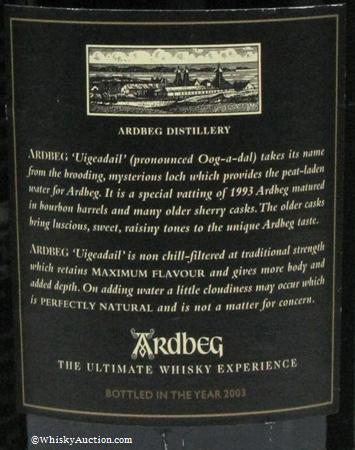 ARDBEG DISTILLERY
ARDBEG 'Uigeadail' (pronounced Oog-a-dal) takes its name
from the brooding, mysterious loch which provides the peat-laden
water for Ardbeg. It is a special vatting of 1993 Ardbeg matured
in bourbon barrels and many older sherry casks. The older casks
bring luscious, sweet, raisiny tones to the unique Ardbeg taste.
ARDBEG 'Uigeadail' is non chill-filtered at traditional strength
which retains MAXIMUM FLAVOUR and gives more body and
added depth. On adding water a little cloudiness may occur which
is PERFECTLY NATURAL and is not a matter for concern.
ARDBEG
THE ULTIMATE WHISKY EXPERIENCE
BOTTLED IN THE YEAR 2003
©WhiskyAuction.com